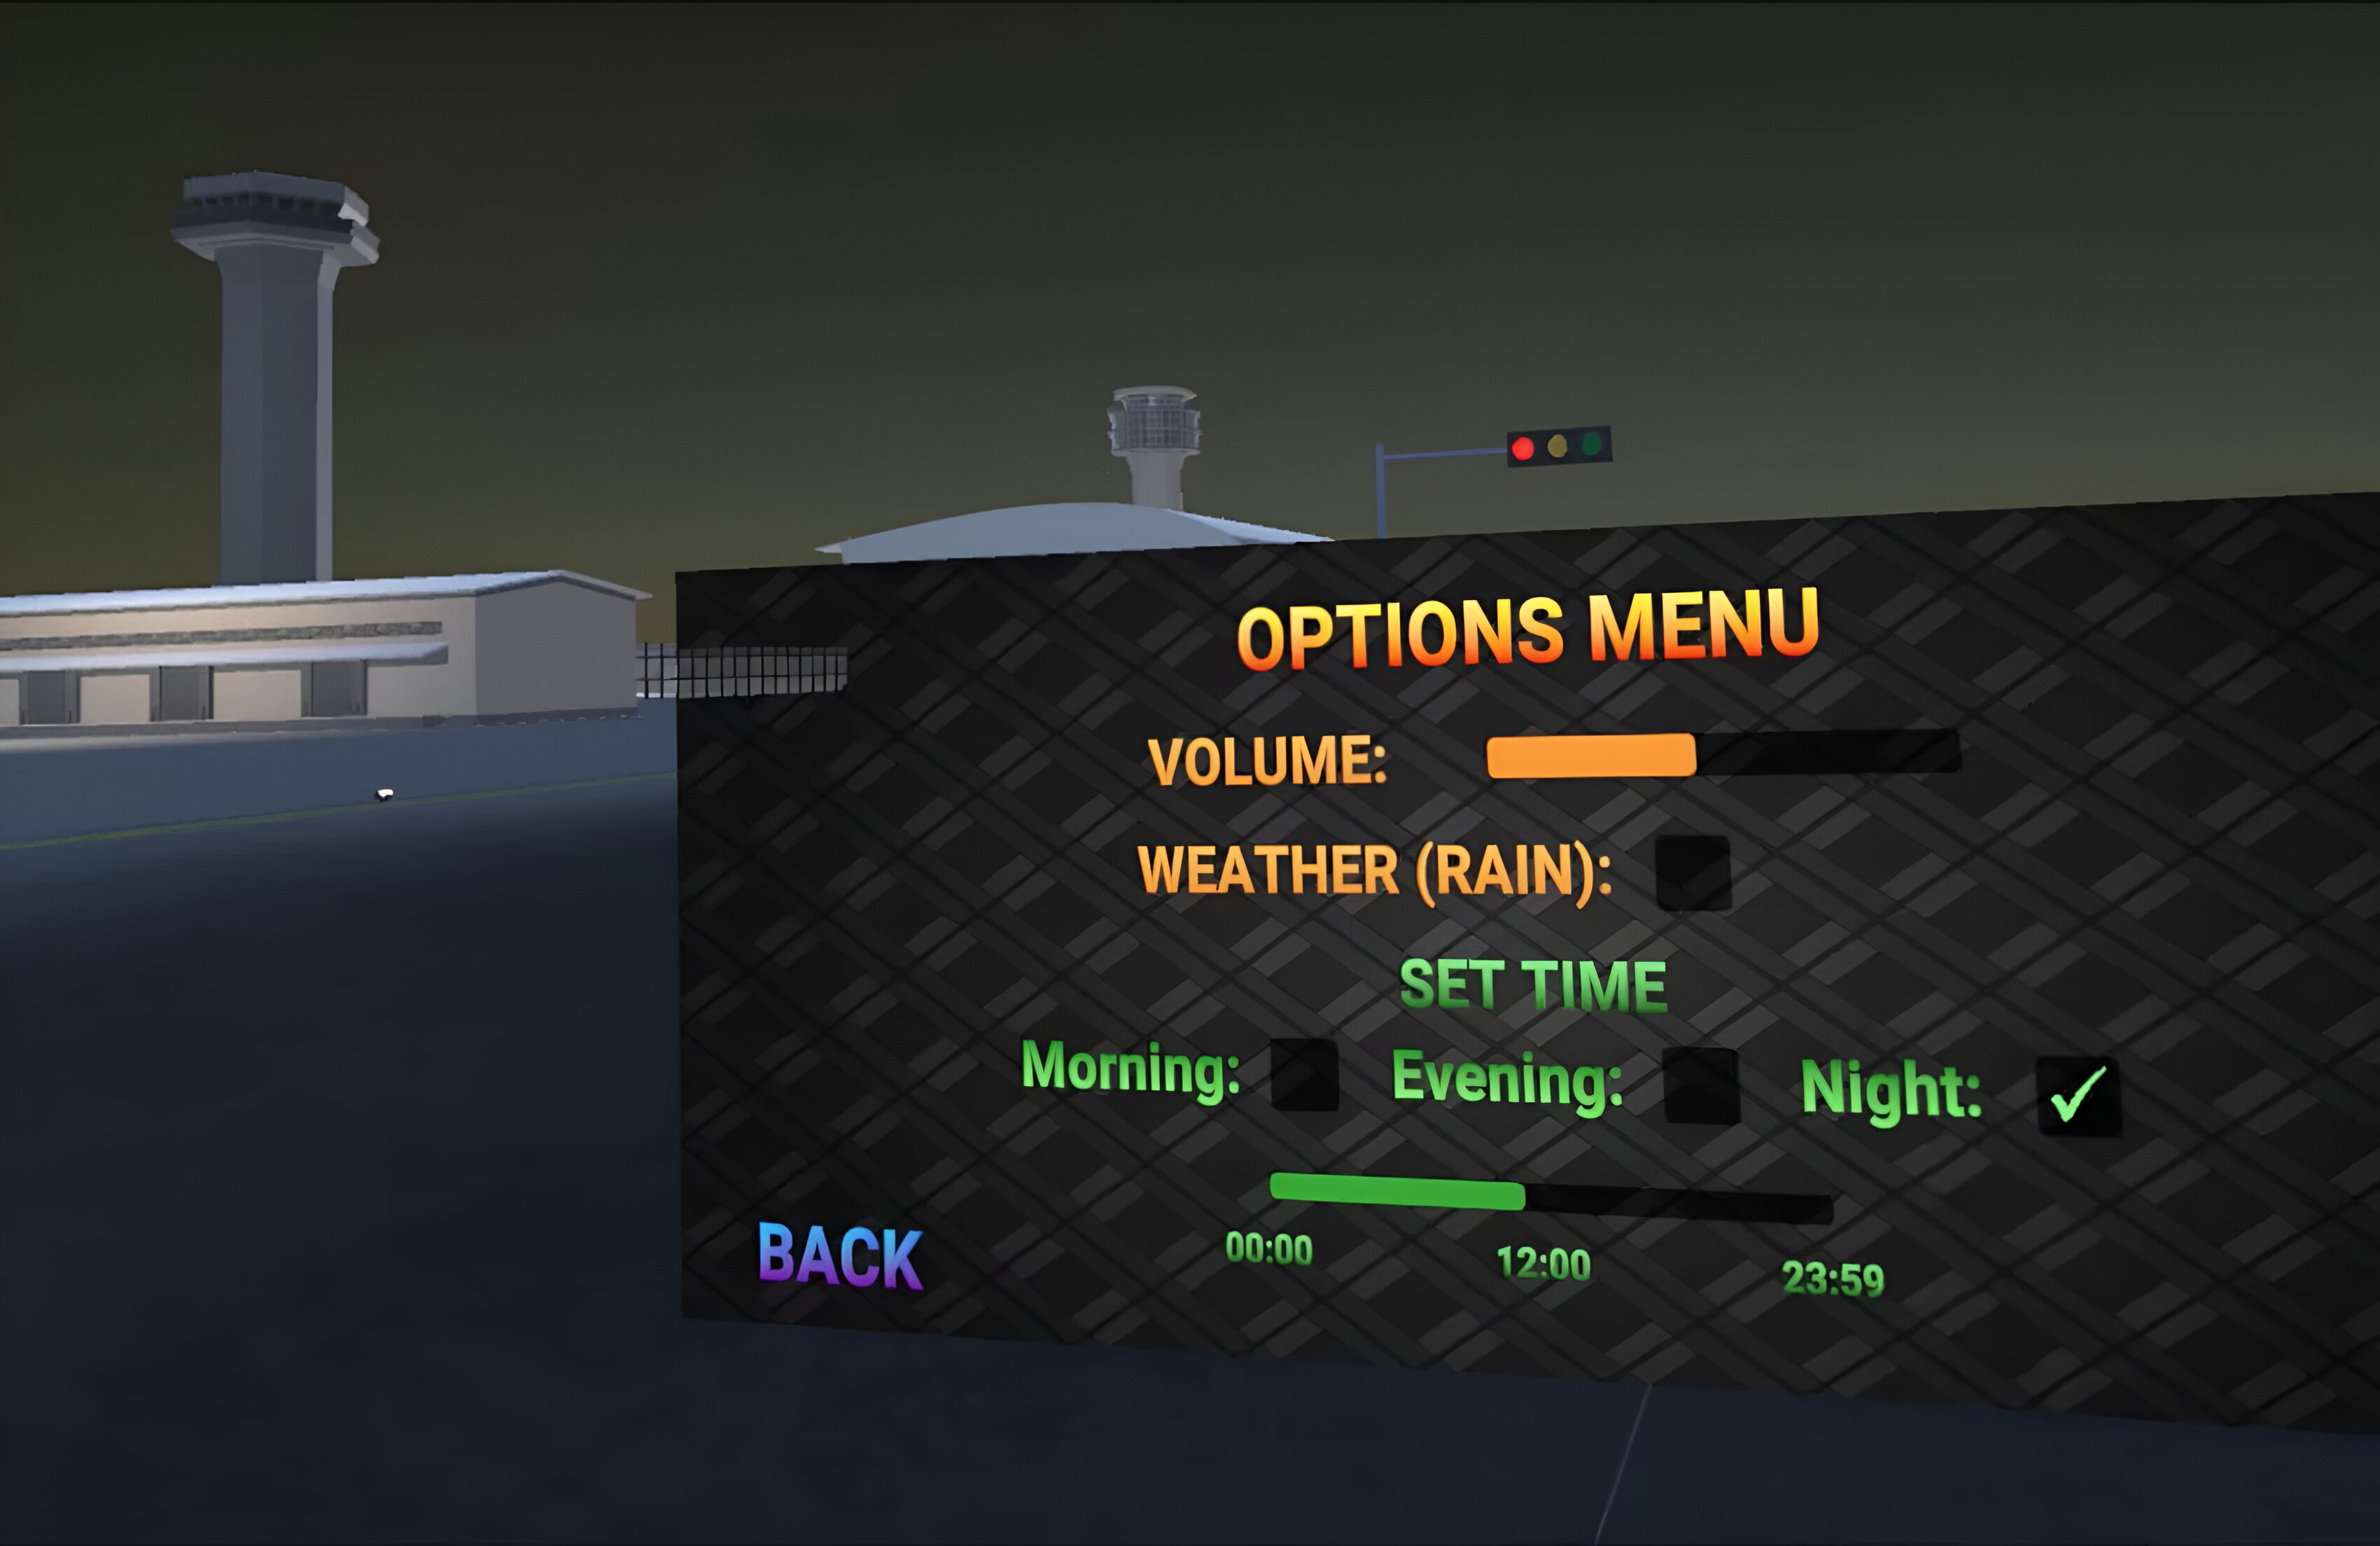 OPTIONS MENU
VOLUME:
WEATHER (RAIN):
SET TIME
Morning: Evening: Night:
00:00 12:00 23:59
BACK